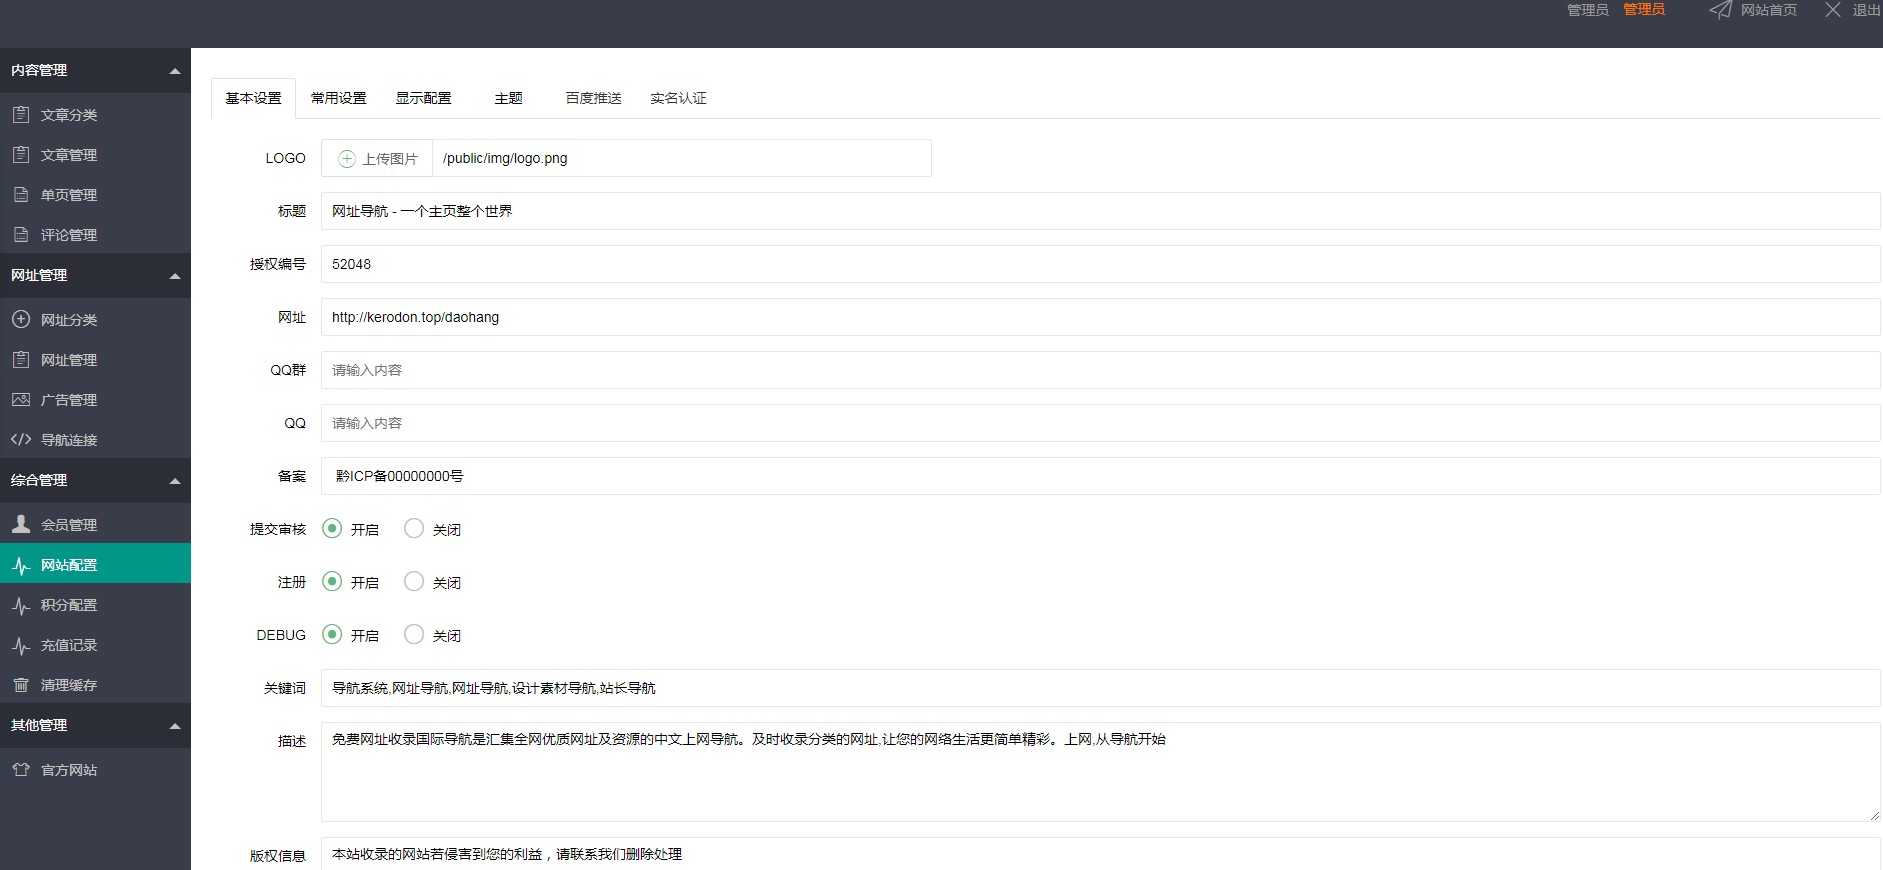 管理员 管理员 网站首页 退出
内容管理
文章分类
文章管理
单页管理
评论管理
网址管理
网址分类
网址管理
广告管理
导航连接
综合管理
会员管理
网站配置
积分配置
充值记录
清理缓存
其他管理
官方网站
基本设置 常用设置 显示配置 主题 百度推送 实名认证
LOGO 上传图片 /public/img/logo.png
标题 网址导航 - 一个主页整个世界
授权编号 52048
网址 http://kerodon.top/daohang
QQ群 请输入内容
QQ 请输入内容
备案 黔ICP备00000000号
提交审核 开启 关闭
注册 开启 关闭
DEBUG 开启 关闭
关键词 导航系统,网址导航,网址导航,设计素材导航,站长导航
描述 免费网址收录国际导航是汇集全网优质网址及资源的中文上网导航。及时收录分类的网址,让您的网络生活更简单精彩。上网,从导航开始
版权信息 本站收录的网站若侵害到您的利益，请联系我们删除处理